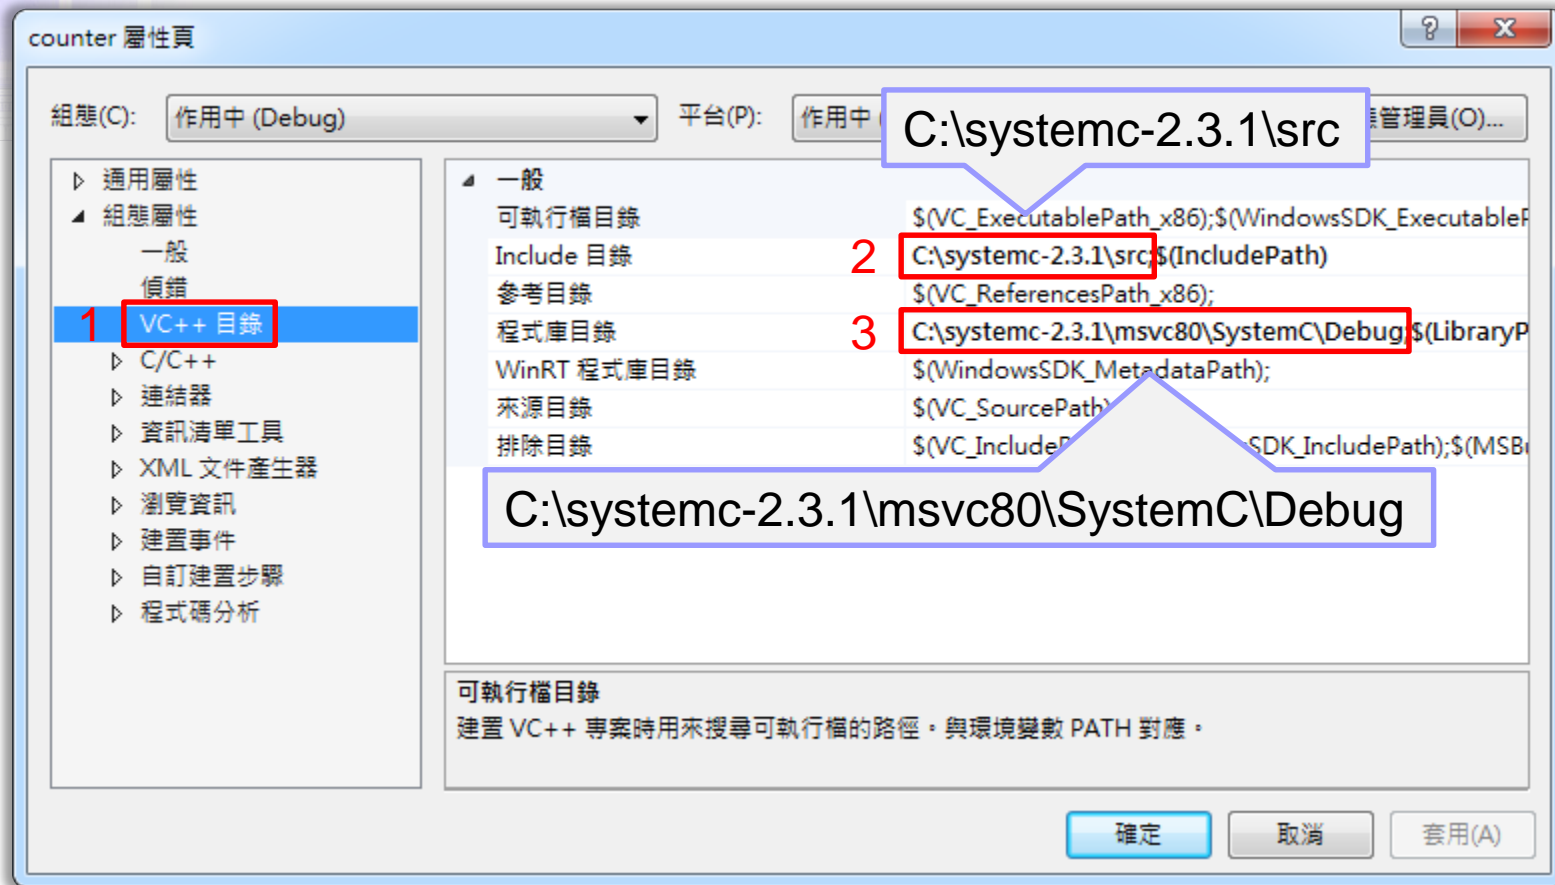 counter 屬性頁
組態(C): 作用中 (Debug) 平台(P): 作用中 管理員(O)...
C:\systemc-2.3.1\src
通用屬性
組態屬性
一般
偵錯
1 VC++ 目錄
C/C++
連結器
資訊清單工具
XML 文件產生器
瀏覽資訊
建置事件
自訂建置步驟
程式碼分析
一般
可執行檔目錄 $(VC_ExecutablePath_x86);$(WindowsSDK_ExecutableP
Include 目錄 2 C:\systemc-2.3.1\src;$(IncludePath)
參考目錄 $(VC_ReferencesPath_x86);
程式庫目錄 3 C:\systemc-2.3.1\msvc80\SystemC\Debug;$(LibraryP
WinRT 程式庫目錄 $(WindowsSDK_MetadataPath);
來源目錄 $(VC_SourcePath)
排除目錄 $(VC_Include SDK_IncludePath);$(MSBu
C:\systemc-2.3.1\msvc80\SystemC\Debug
可執行檔目錄
建置 VC++ 專案時用來搜尋可執行檔的路徑。與環境變數 PATH 對應。
確定 取消 套用(A)